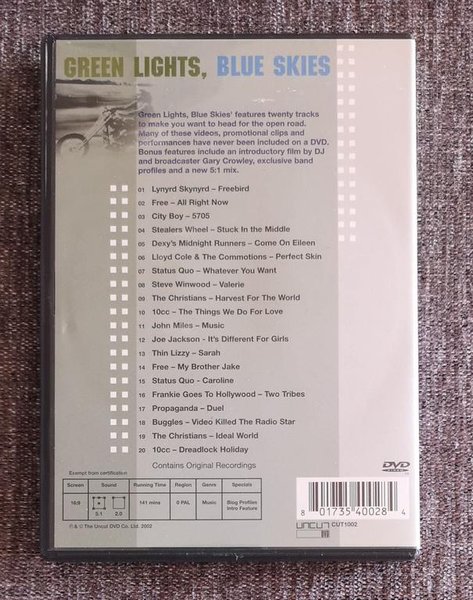 GREEN LIGHTS, BLUE SKIES
Green Lights, Blue Skies' features twenty tracks
to make you want to head for the open road.
Many of these videos, promotional clips and
performances have never been included on a DVD.
Bonus features include an introductory film by DJ
and broadcaster Gary Crowley, exclusive band
profiles and a new 5:1 mix.
01 Lynyrd Skynyrd – Freebird
02 Free – All Right Now
03 City Boy – 5705
04 Stealers Wheel – Stuck In the Middle
05 Dexy's Midnight Runners – Come On Eileen
06 Lloyd Cole & The Commotions – Perfect Skin
07 Status Quo – Whatever You Want
08 Steve Winwood – Valerie
09 The Christians – Harvest For The World
10 10cc – The Things We Do For Love
11 John Miles – Music
12 Joe Jackson - It's Different For Girls
13 Thin Lizzy – Sarah
14 Free – My Brother Jake
15 Status Quo - Caroline
16 Frankie Goes To Hollywood – Two Tribes
17 Propaganda – Duel
18 Buggles – Video Killed The Radio Star
19 The Christians – Ideal World
20 10cc – Dreadlock Holiday
Contains Original Recordings
Exempt from certification
Screen Sound Running Time Region Genre Specials
16:9 5.1 2.0 141 mins 0 PAL Music Biog Profiles
Intro Feature
℗ & © The Uncut DVD Co. Ltd. 2002
DVD
VIDEO
8 01735 40028 4
UNCUT
DVD
CUT1002